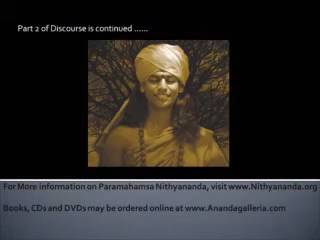 Part 2 of Discourse is continued ......
For More information on Paramahamsa Nithyananda, visit www.Nithyananda.org
Books, CDs and DVDs may be ordered online at www.Anandagalleria.com